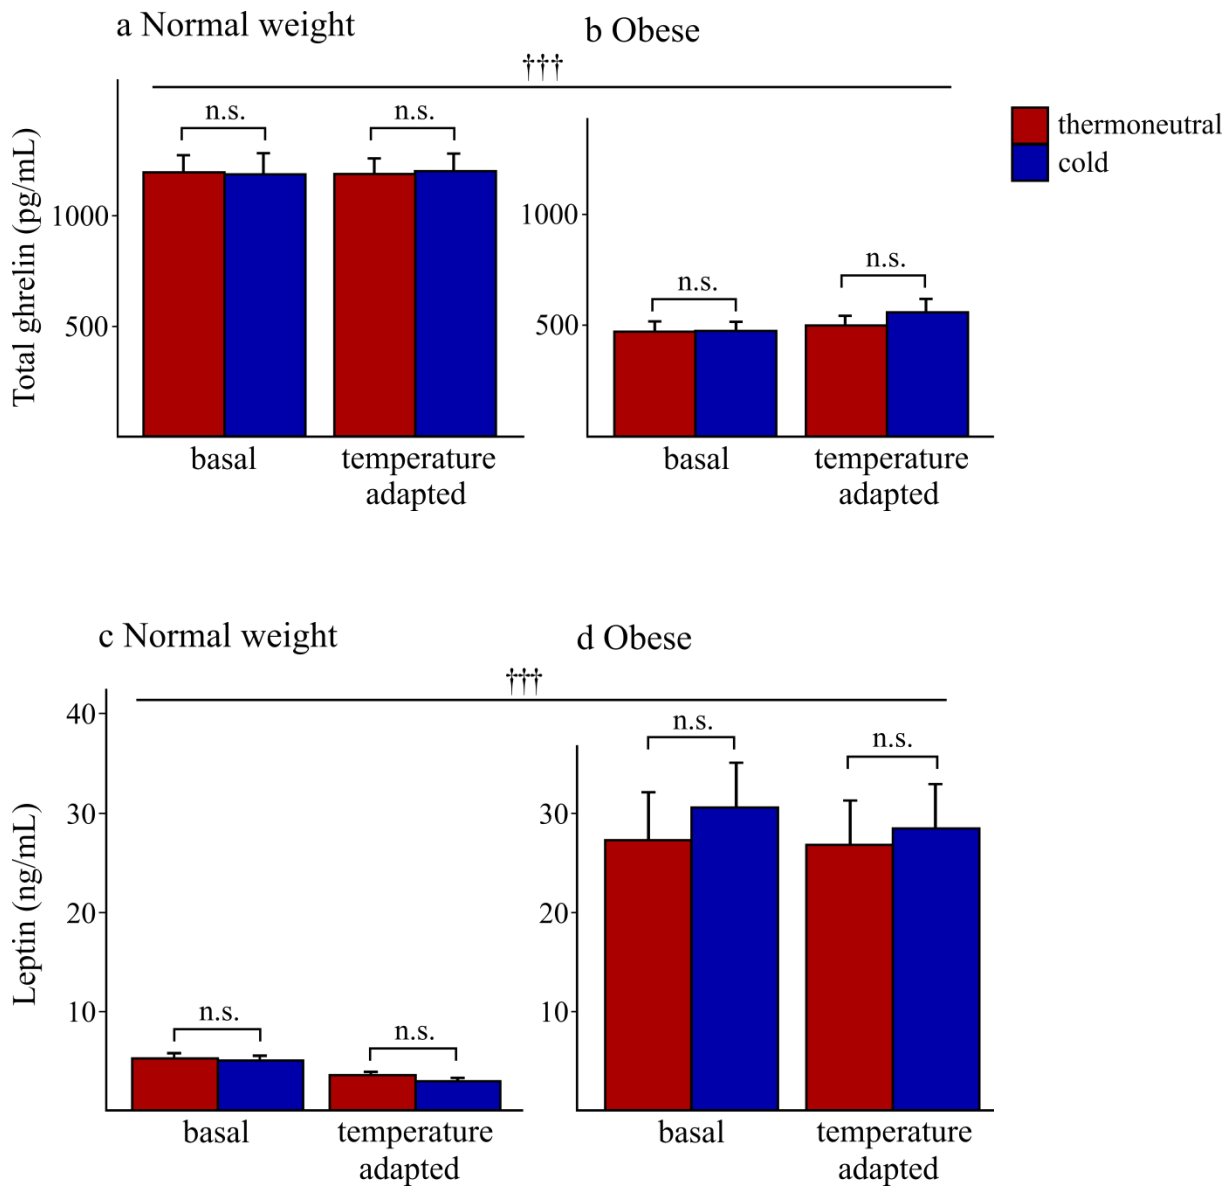 a Normal weight
b Obese
†††
thermoneutral
cold
Total ghrelin (pg/mL)
1000
500
n.s.
n.s.
basal
temperature
adapted
1000
500
n.s.
n.s.
basal
temperature
adapted
c Normal weight
d Obese
†††
Leptin (ng/mL)
40
30
20
10
n.s.
n.s.
basal
temperature
adapted
30
20
10
n.s.
n.s.
basal
temperature
adapted